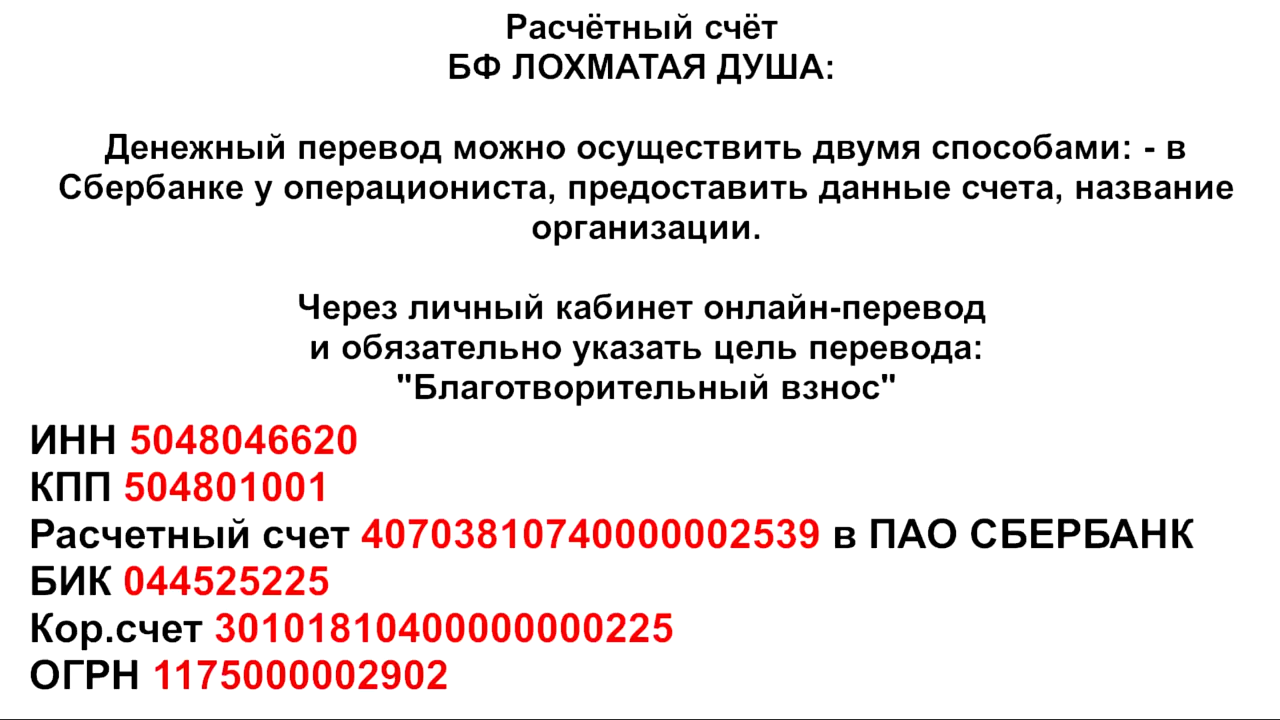 Расчётный счёт
БФ ЛОХМАТАЯ ДУША:
Денежный перевод можно осуществить двумя способами: - в
Сбербанке у операциониста, предоставить данные счета, название
организации.
Через личный кабинет онлайн-перевод
и обязательно указать цель перевода:
"Благотворительный взнос"
ИНН 5048046620
КПП 504801001
Расчетный счет 40703810740000002539 в ПАО СБЕРБАНК
БИК 044525225
Кор.счет 30101810400000000225
ОГРН 1175000002902